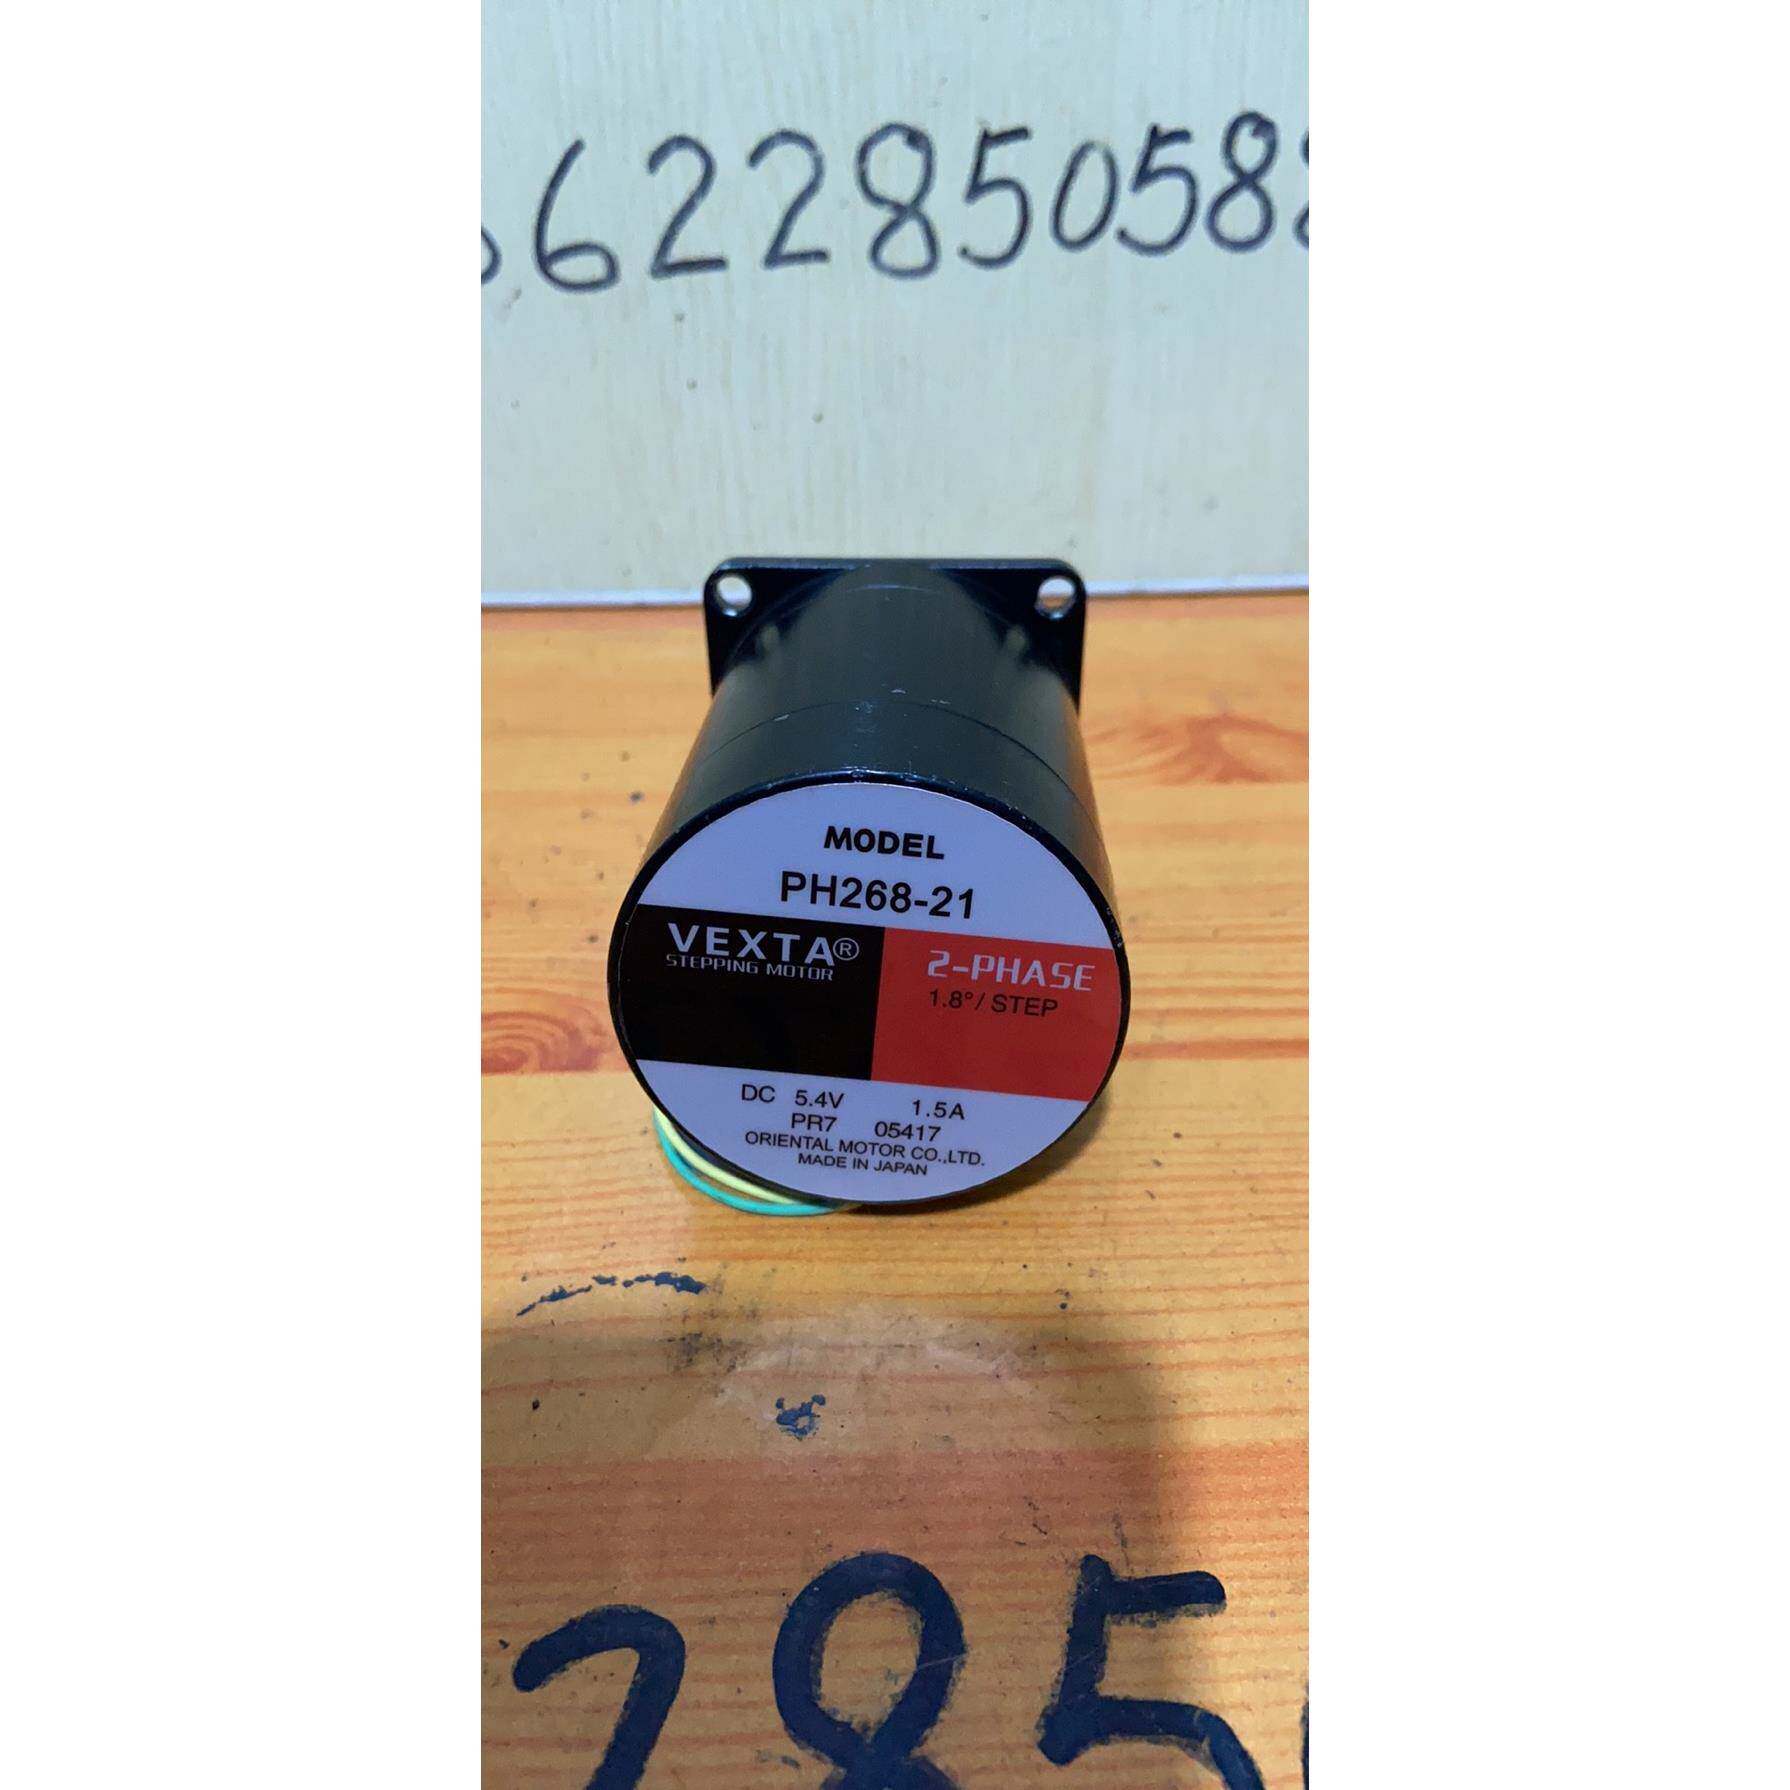 622850588
MODEL
PH268-21
VEXTA®
STEPPING MOTOR
2-PHASE
1.8°/ STEP
DC 5.4V 1.5A
PR7 05417
ORIENTAL MOTOR CO.,LTD.
MADE IN JAPAN
285